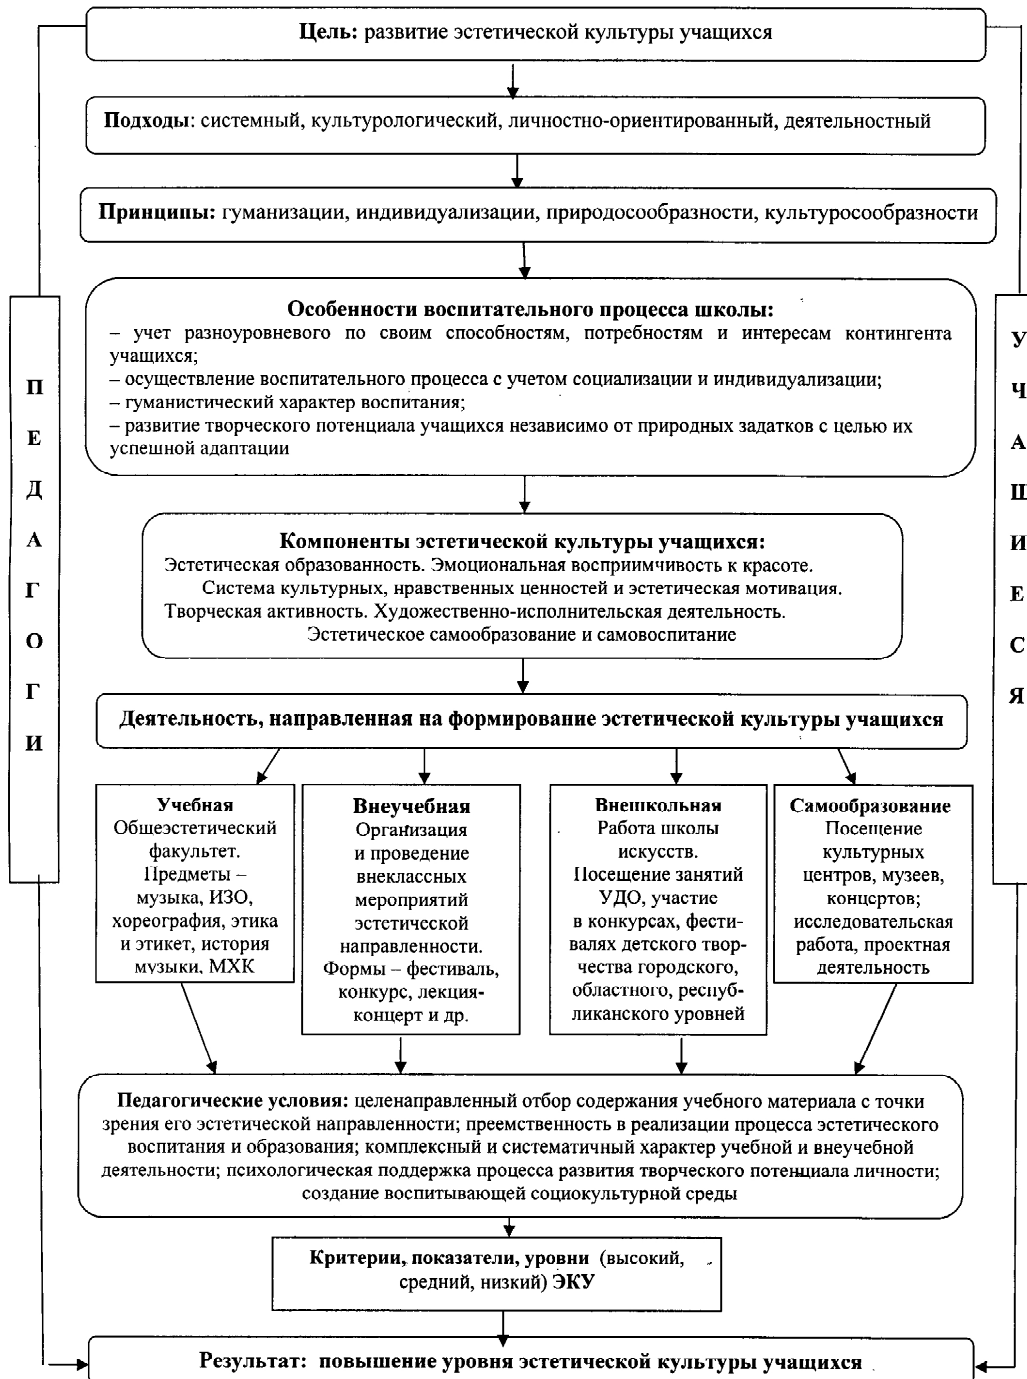 Цель: развитие эстетической культуры учащихся
Подходы: системный, культурологический, личностно-ориентированный, деятельностный
Принципы: гуманизации, индивидуализации, природосообразности, культуросообразности
Особенности воспитательного процесса школы:
– учет разноуровневого по своим способностям, потребностям и интересам контингента
учащихся;
– осуществление воспитательного процесса с учетом социализации и индивидуализации;
– гуманистический характер воспитания;
– развитие творческого потенциала учащихся независимо от природных задатков с целью их
успешной адаптации
П
Е
Д
А
Г
О
Г
И
У
Ч
А
Щ
И
Е
С
Я
Компоненты эстетической культуры учащихся:
Эстетическая образованность. Эмоциональная восприимчивость к красоте.
Система культурных, нравственных ценностей и эстетическая мотивация.
Творческая активность. Художественно-исполнительская деятельность.
Эстетическое самообразование и самовоспитание
Деятельность, направленная на формирование эстетической культуры учащихся
Учебная
Общеэстетический
факультет.
Предметы –
музыка, ИЗО,
хореография, этика
и этикет, история
музыки, МХК
Внеучебная
Организация
и проведение
внеклассных
мероприятий
эстетической
направленности.
Формы – фестиваль,
конкурс, лекция-
концерт и др.
Внешкольная
Работа школы
искусств.
Посещение занятий
УДО, участие
в конкурсах, фести-
валях детского твор-
чества городского,
областного, респуб-
ликанского уровней
Самообразование
Посещение
культурных
центров, музеев,
концертов;
исследовательская
работа, проектная
деятельность
Педагогические условия: целенаправленный отбор содержания учебного материала с точки
зрения его эстетической направленности; преемственность в реализации процесса эстетического
воспитания и образования; комплексный и систематичный характер учебной и внеучебной
деятельности; психологическая поддержка процесса развития творческого потенциала личности;
создание воспитывающей социокультурной среды
Критерии, показатели, уровни (высокий,
средний, низкий) ЭКУ
Результат: повышение уровня эстетической культуры учащихся